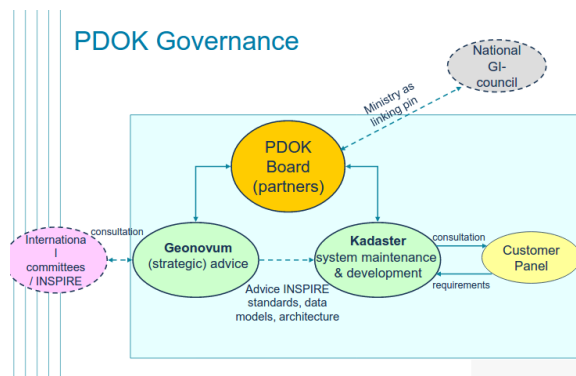 PDOK Governance
National
GI-
council
Ministry as
linking pin
PDOK
Board
(partners)
Internationa
l
committees
/ INSPIRE
consultation
Geonovum
(strategic) advice
Kadaster
system maintenance
& development
consultation
requirements
Customer
Panel
Advice INSPIRE
standards, data
models, architecture